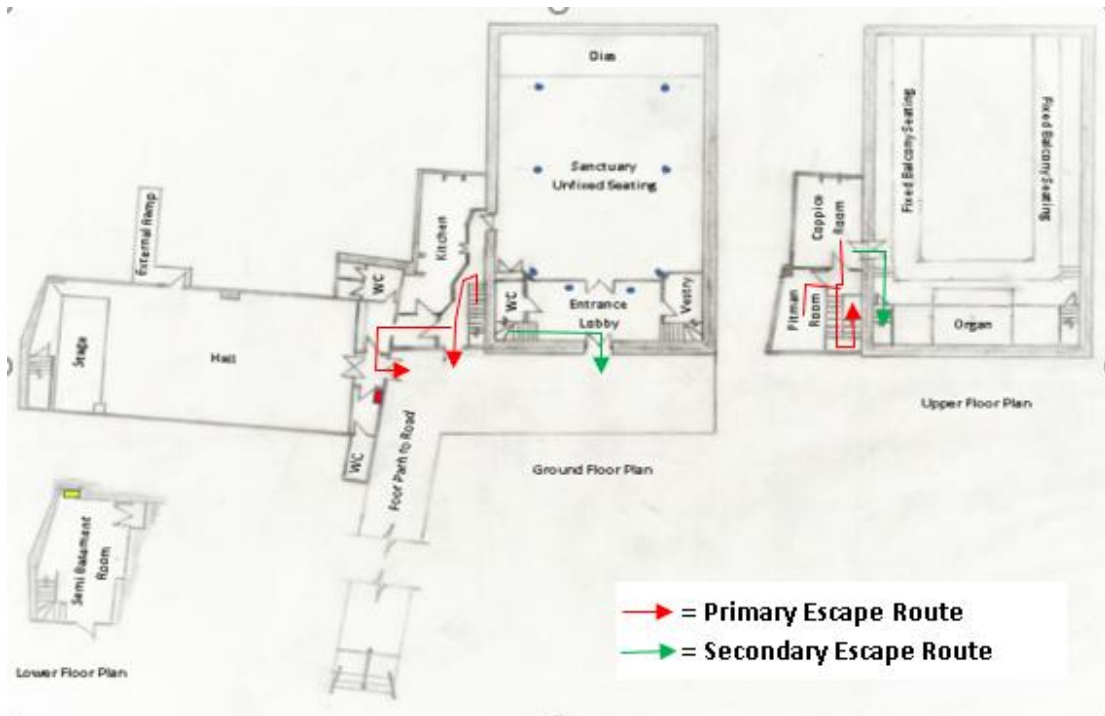 Dias
Sanctuary
Unfixed Seating
Kitchen
External Ramp
WC
WC
Entrance
Lobby
Vestry
Stage
Hall
WC
Foot Path to Road
Ground Floor Plan
Semi Basement
Room
Lower Floor Plan
Fixed Balcony Seating
Fixed Balcony Seating
Coppice
Room
Pitman
Room
Organ
Upper Floor Plan
= Primary Escape Route
= Secondary Escape Route